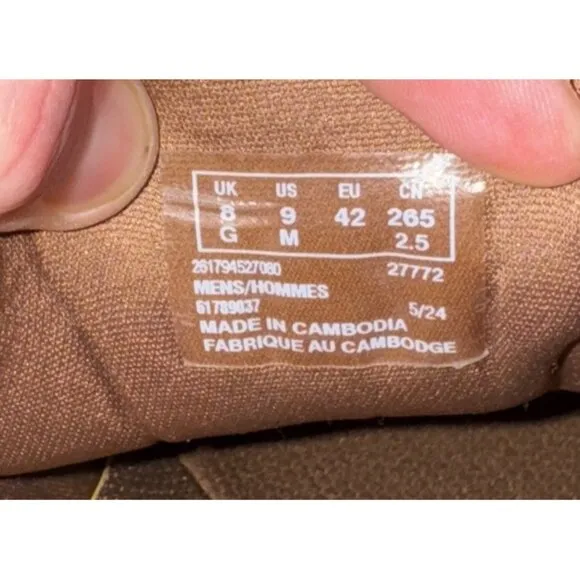 UK US EU CN
8 9 42 265
G M 2.5
261794527080 27772
MENS/HOMMES
61789037 5/24
MADE IN CAMBODIA
FABRIQUE AU CAMBODGE